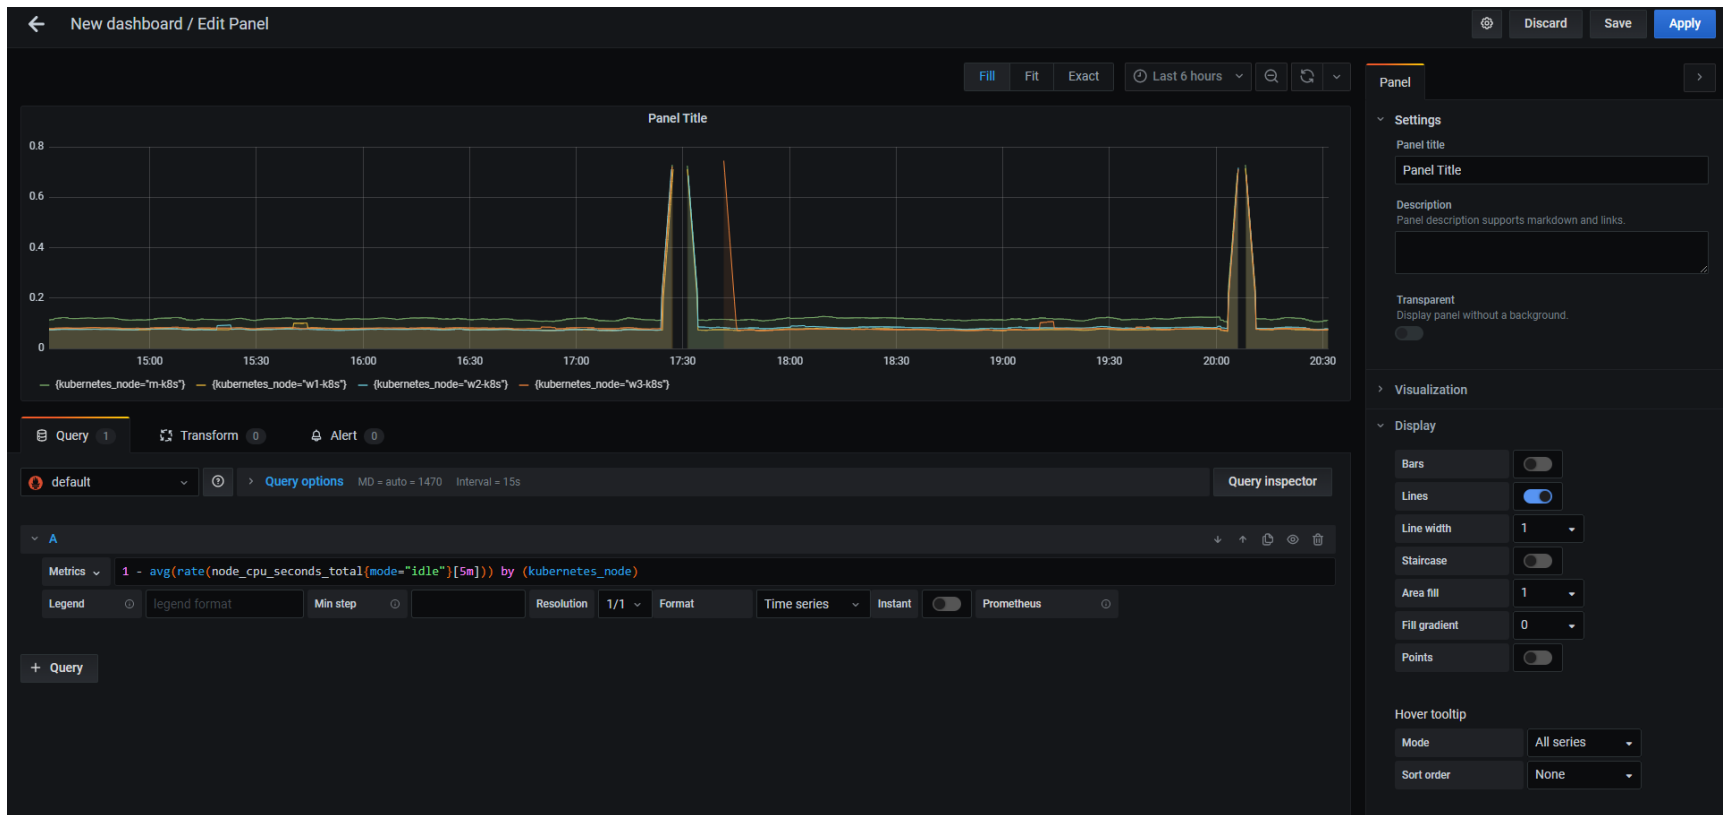 New dashboard / Edit Panel
Discard
Save
Apply
Fill
Fit
Exact
Last 6 hours
Panel Title
0.8
0.6
0.4
0.2
0
15:00
15:30
16:00
16:30
17:00
17:30
18:00
18:30
19:00
19:30
20:00
20:30
{kubernetes_node="m-k8s"}
{kubernetes_node="w1-k8s"}
{kubernetes_node="w2-k8s"}
{kubernetes_node="w3-k8s"}
Query 1
Transform 0
Alert 0
default
Query options
MD = auto = 1470
Interval = 15s
Query inspector
A
Metrics
1 - avg(rate(node_cpu_seconds_total{mode="idle"}[5m])) by (kubernetes_node)
Legend
legend format
Min step
Resolution
1/1
Format
Time series
Instant
Prometheus
+ Query
Panel
Settings
Panel title
Panel Title
Description
Panel description supports markdown and links.
Transparent
Display panel without a background.
Visualization
Display
Bars
Lines
Line width
1
Staircase
Area fill
1
Fill gradient
0
Points
Hover tooltip
Mode
All series
Sort order
None